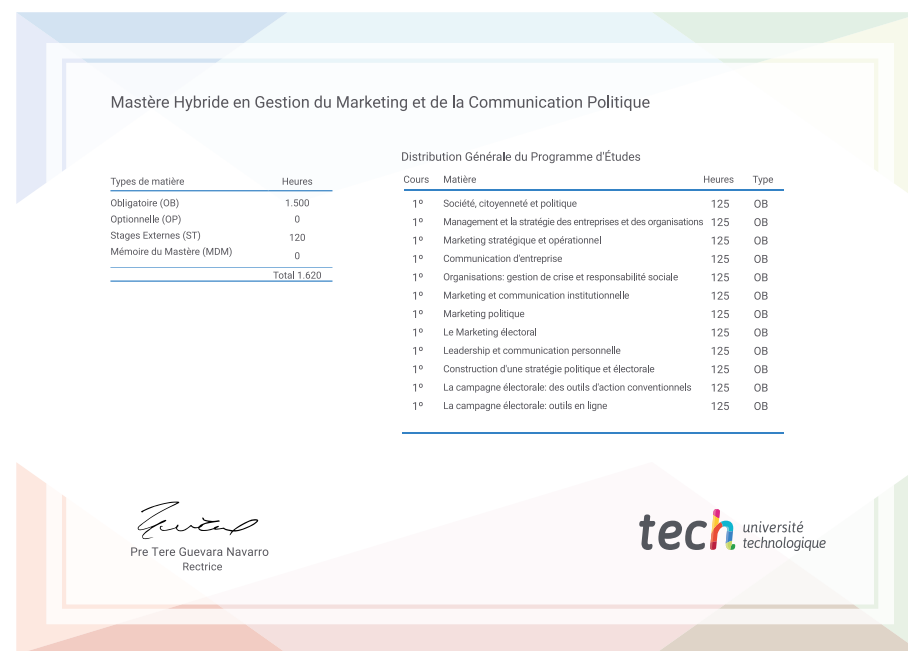 Mastère Hybride en Gestion du Marketing et de la Communication Politique
Types de matière Heures
Obligatoire (OB) 1.500
Optionnelle (OP) 0
Stages Externes (ST) 120
Mémoire du Mastère (MDM) 0
Total 1.620
Distribution Générale du Programme d'Études
Cours Matière Heures Type
1º Société, citoyenneté et politique 125 OB
1º Management et la stratégie des entreprises et des organisations 125 OB
1º Marketing stratégique et opérationnel 125 OB
1º Communication d'entreprise 125 OB
1º Organisations: gestion de crise et responsabilité sociale 125 OB
1º Marketing et communication institutionnelle 125 OB
1º Marketing politique 125 OB
1º Le Marketing électoral 125 OB
1º Leadership et communication personnelle 125 OB
1º Construction d'une stratégie politique et électorale 125 OB
1º La campagne électorale: des outils d'action conventionnels 125 OB
1º La campagne électorale: outils en ligne 125 OB
Pre Tere Guevara Navarro
Rectrice
tech université
technologique